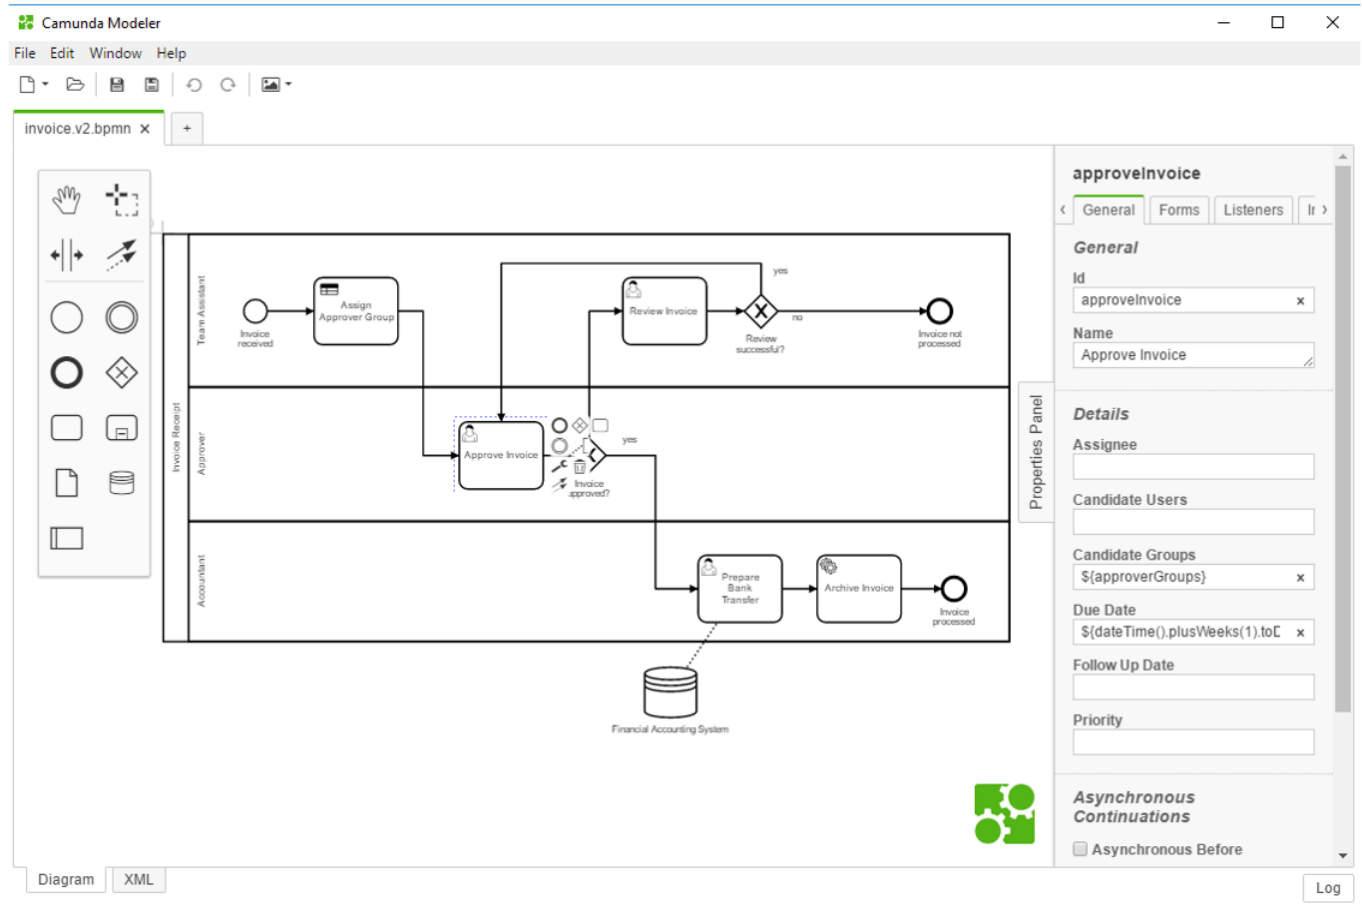 Camunda Modeler
File Edit Window Help
invoice.v2.bpmn ×
+
approveInvoice
General Forms Listeners
General
Id
approveInvoice x
Name
Approve Invoice
Details
Assignee
Candidate Users
Candidate Groups
${approverGroups} x
Due Date
${dateTime().plusWeeks(1).toD x
Follow Up Date
Priority
Asynchronous
Continuations
Asynchronous Before
Properties Panel
Invoice Receipt
Team Assistant
Invoice
received
Assign
Approver Group
Review Invoice
yes
no
Review
successful?
Invoice not
processed
Approver
Approve Invoice
yes
Invoice
approved?
Accountant
Prepare
Bank
Transfer
Archive Invoice
Invoice
processed
Financial Accounting System
Diagram XML
Log